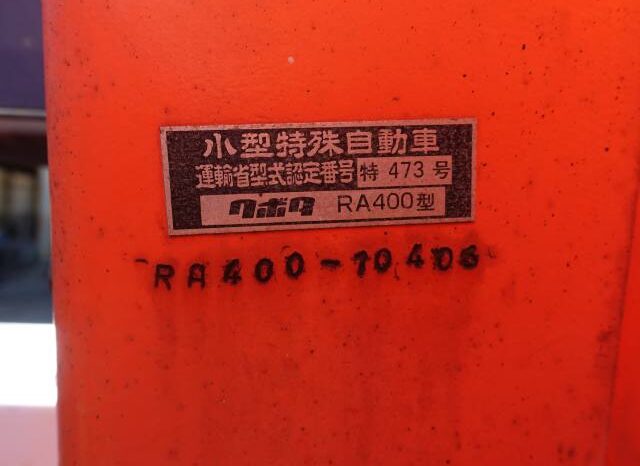 小型特殊自動車
運輸省型式認定番号 特 473 号
クボタ RA400型
RA400-10406